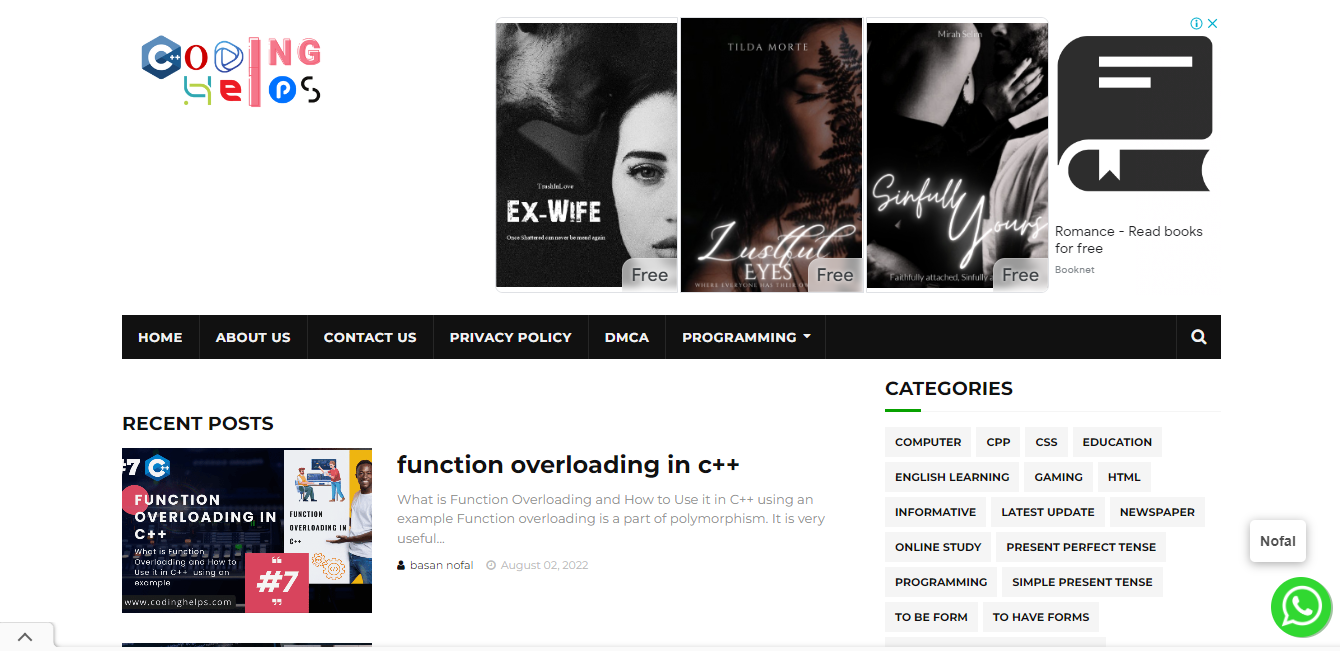 CODING
HELPS
TrashfuLove
EX-WIFE
Once Shattered can never be mend again
Free
TILDA MORTE
Lustful
EYES
WHERE EVERYONE HAS THEIR
Free
Mirah Seren
Sinfully
Yours
Faithfully attached, Sinfully
Free
Romance - Read books
for free
Booknet
HOME
ABOUT US
CONTACT US
PRIVACY POLICY
DMCA
PROGRAMMING
RECENT POSTS
#7
FUNCTION
OVERLOADING IN
C++
What is Function
Overloading and How to
Use it in C++ using an
example
www.codinghelps.com
FUNCTION
OVERLOADING IN
C++
#7
function overloading in c++
What is Function Overloading and How to Use it in C++ using an
example Function overloading is a part of polymorphism. It is very
useful...
basan nofal August 02, 2022
CATEGORIES
COMPUTER CPP CSS EDUCATION
ENGLISH LEARNING GAMING HTML
INFORMATIVE LATEST UPDATE NEWSPAPER
ONLINE STUDY PRESENT PERFECT TENSE
PROGRAMMING SIMPLE PRESENT TENSE
TO BE FORM TO HAVE FORMS
Nofal